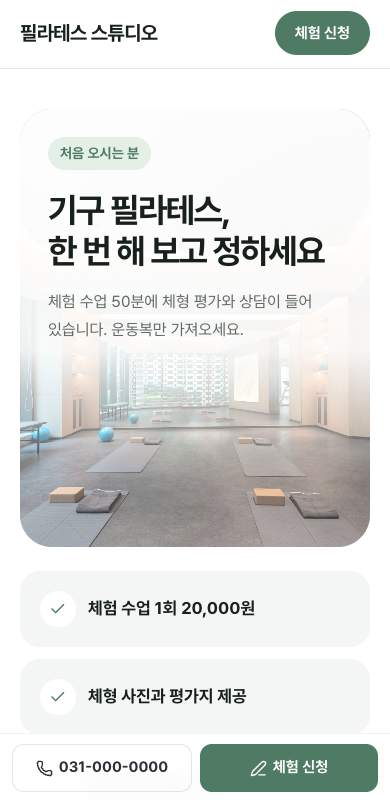 필라테스 스튜디오
체험 신청
처음 오시는 분
기구 필라테스,
한 번 해 보고 정하세요
체험 수업 50분에 체형 평가와 상담이 들어
있습니다. 운동복만 가져오세요.
체험 수업 1회 20,000원
체형 사진과 평가지 제공
031-000-0000
체험 신청